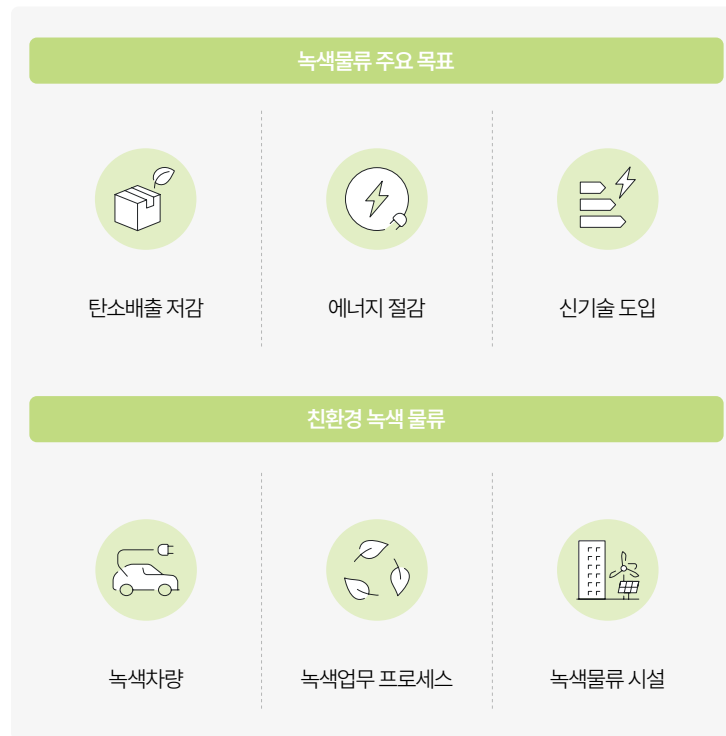 녹색물류 주요 목표
탄소배출 저감
에너지 절감
신기술 도입
친환경 녹색 물류
녹색차량
녹색업무 프로세스
녹색물류 시설